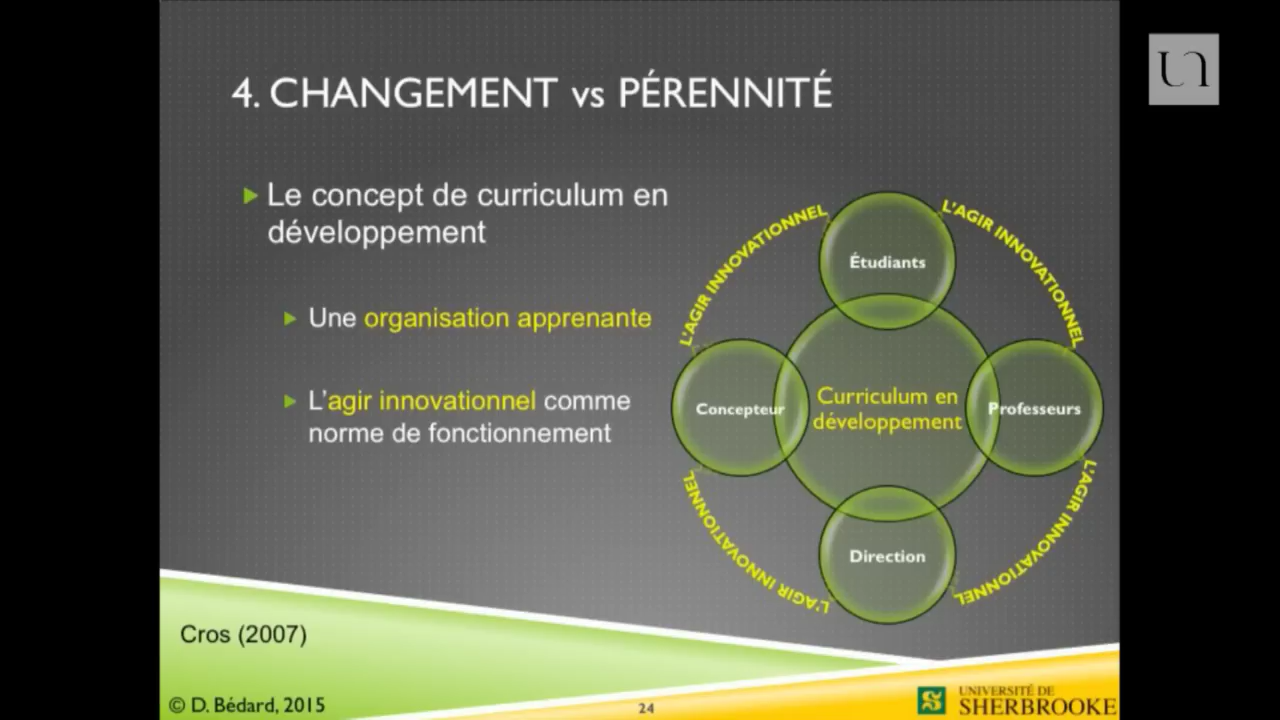 4. CHANGEMENT vs PÉRENNITÉ
Le concept de curriculum en
développement
Une organisation apprenante
L'agir innovationnel comme
norme de fonctionnement
L'AGIR INNOVATIONNEL
L'AGIR INNOVATIONNEL
Étudiants
Concepteur
Curriculum en
développement
Professeurs
Direction
L'AGIR INNOVATIONNEL
L'AGIR INNOVATIONNEL
Cros (2007)
© D. Bédard, 2015
24
UNIVERSITÉ DE
SHERBROOKE